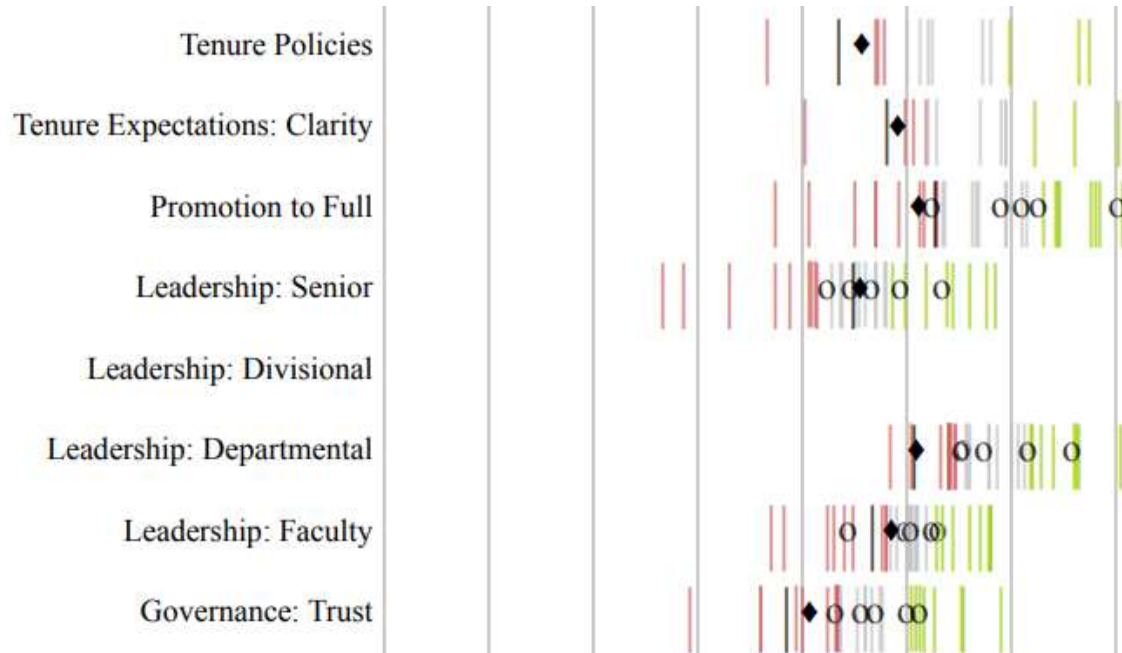 Tenure Policies
Tenure Expectations: Clarity
Promotion to Full
Leadership: Senior
Leadership: Divisional
Leadership: Departmental
Leadership: Faculty
Governance: Trust